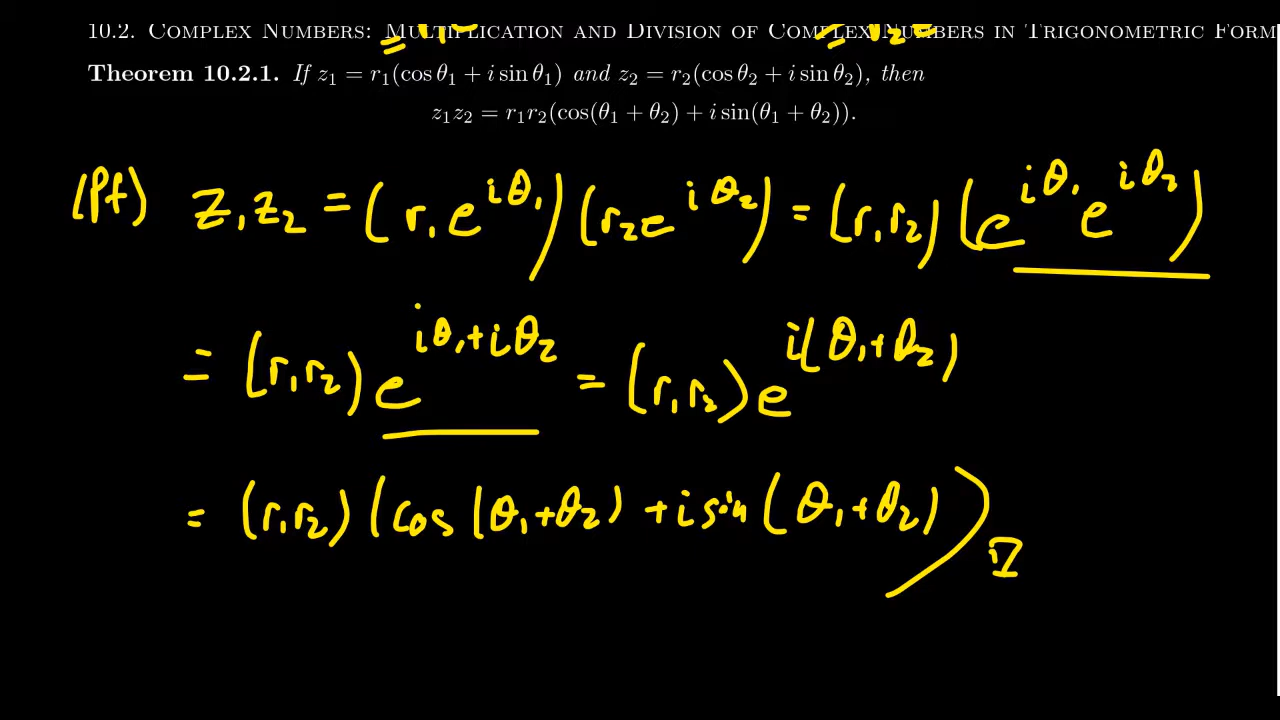 10.2. COMPLEX NUMBERS: MULTIPLICATION AND DIVISION OF COMPLEX NUMBERS IN TRIGONOMETRIC FORM
Theorem 10.2.1. If z₁ = r₁(cos θ₁ + i sin θ₁) and z₂ = r₂(cos θ₂ + i sin θ₂), then
z₁z₂ = r₁r₂(cos(θ₁ + θ₂) + i sin(θ₁ + θ₂)).
(Pf) z₁z₂ = (r₁e^{iθ₁})(r₂e^{iθ₂}) = (r₁r₂)(e^{iθ₁}e^{iθ₂})
= (r₁r₂)e^{iθ₁+iθ₂} = (r₁r₂)e^{i(θ₁+θ₂)}
= (r₁r₂)(cos(θ₁+θ₂) + i sin(θ₁+θ₂))